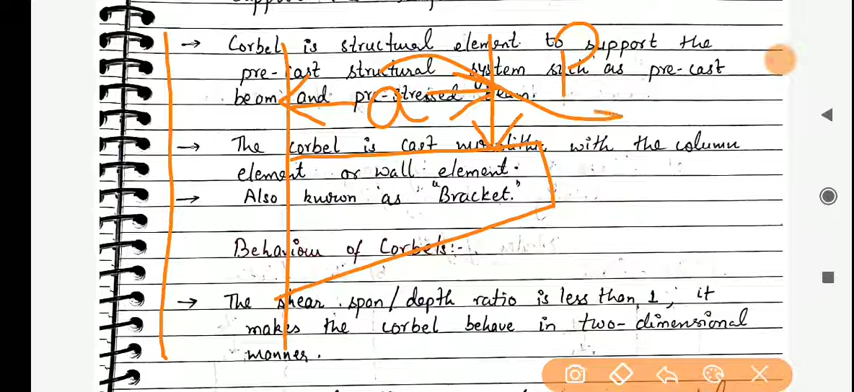 → Corbel is structural element to support the
pre-cast structural system such as pre-cast
beam and pre-stressed beam.
P
a
→ The corbel is cast monolithic with the column
element or wall element.
→ Also known as "Bracket."
Behaviour of Corbels:-
→ The shear span/depth ratio is less than 1, it
makes the corbel behave in two-dimensional
manner.